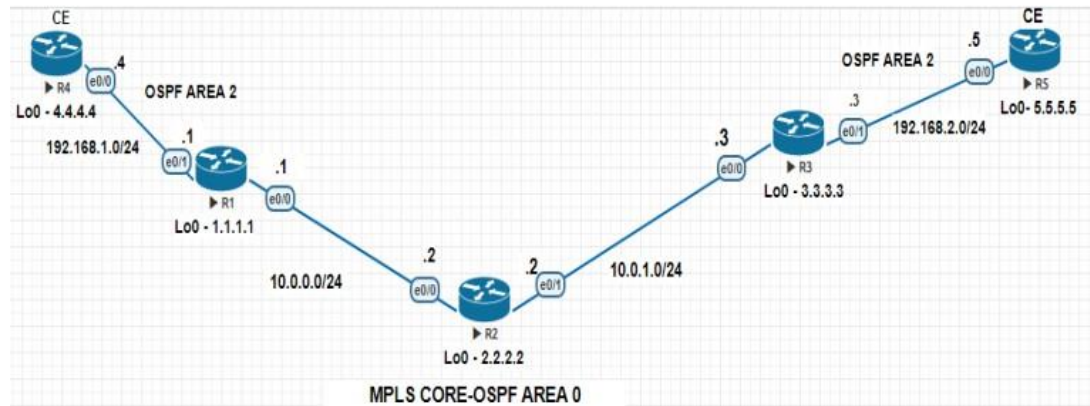 CE
.4
e0/0
R4
Lo0 - 4.4.4.4
OSPF AREA 2
192.168.1.0/24
.1
e0/1
R1
Lo0 - 1.1.1.1
.1
e0/0
10.0.0.0/24
.2
e0/0
R2
Lo0 - 2.2.2.2
.2
e0/1
10.0.1.0/24
.3
e0/0
R3
Lo0 - 3.3.3.3
.3
e0/1
192.168.2.0/24
OSPF AREA 2
.5
e0/0
CE
R5
Lo0- 5.5.5.5
MPLS CORE-OSPF AREA 0